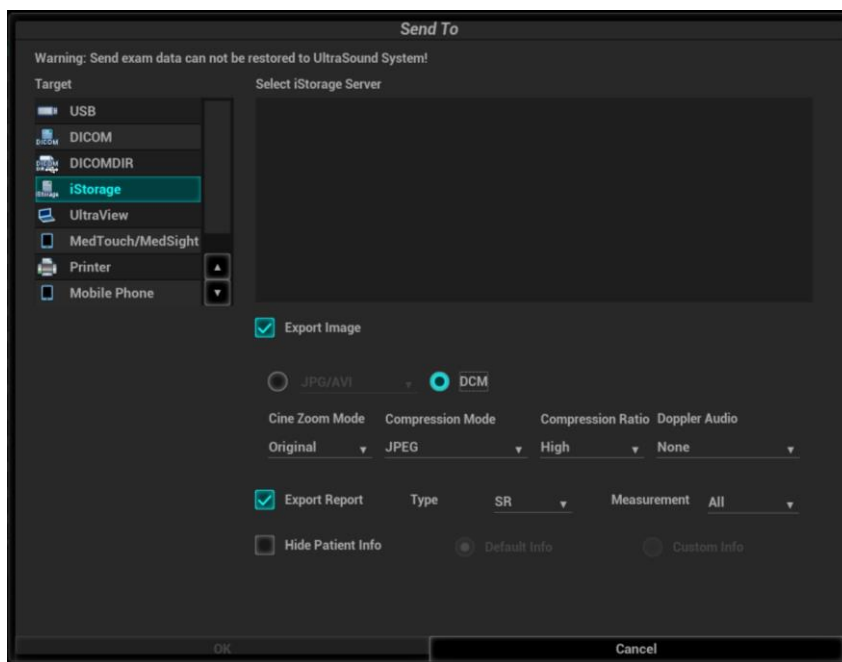 Send To
Warning: Send exam data can not be restored to UltraSound System!
Target
Select iStorage Server
USB
DICOM DICOM
DICOMDIR
iStorage iStorage
UltraView
MedTouch/MedSight
Printer
Mobile Phone
Export Image
JPG/AVI DCM
Cine Zoom Mode Compression Mode Compression Ratio Doppler Audio
Original JPEG High None
Export Report Type SR Measurement All
Hide Patient Info Default Info Custom Info
OK Cancel